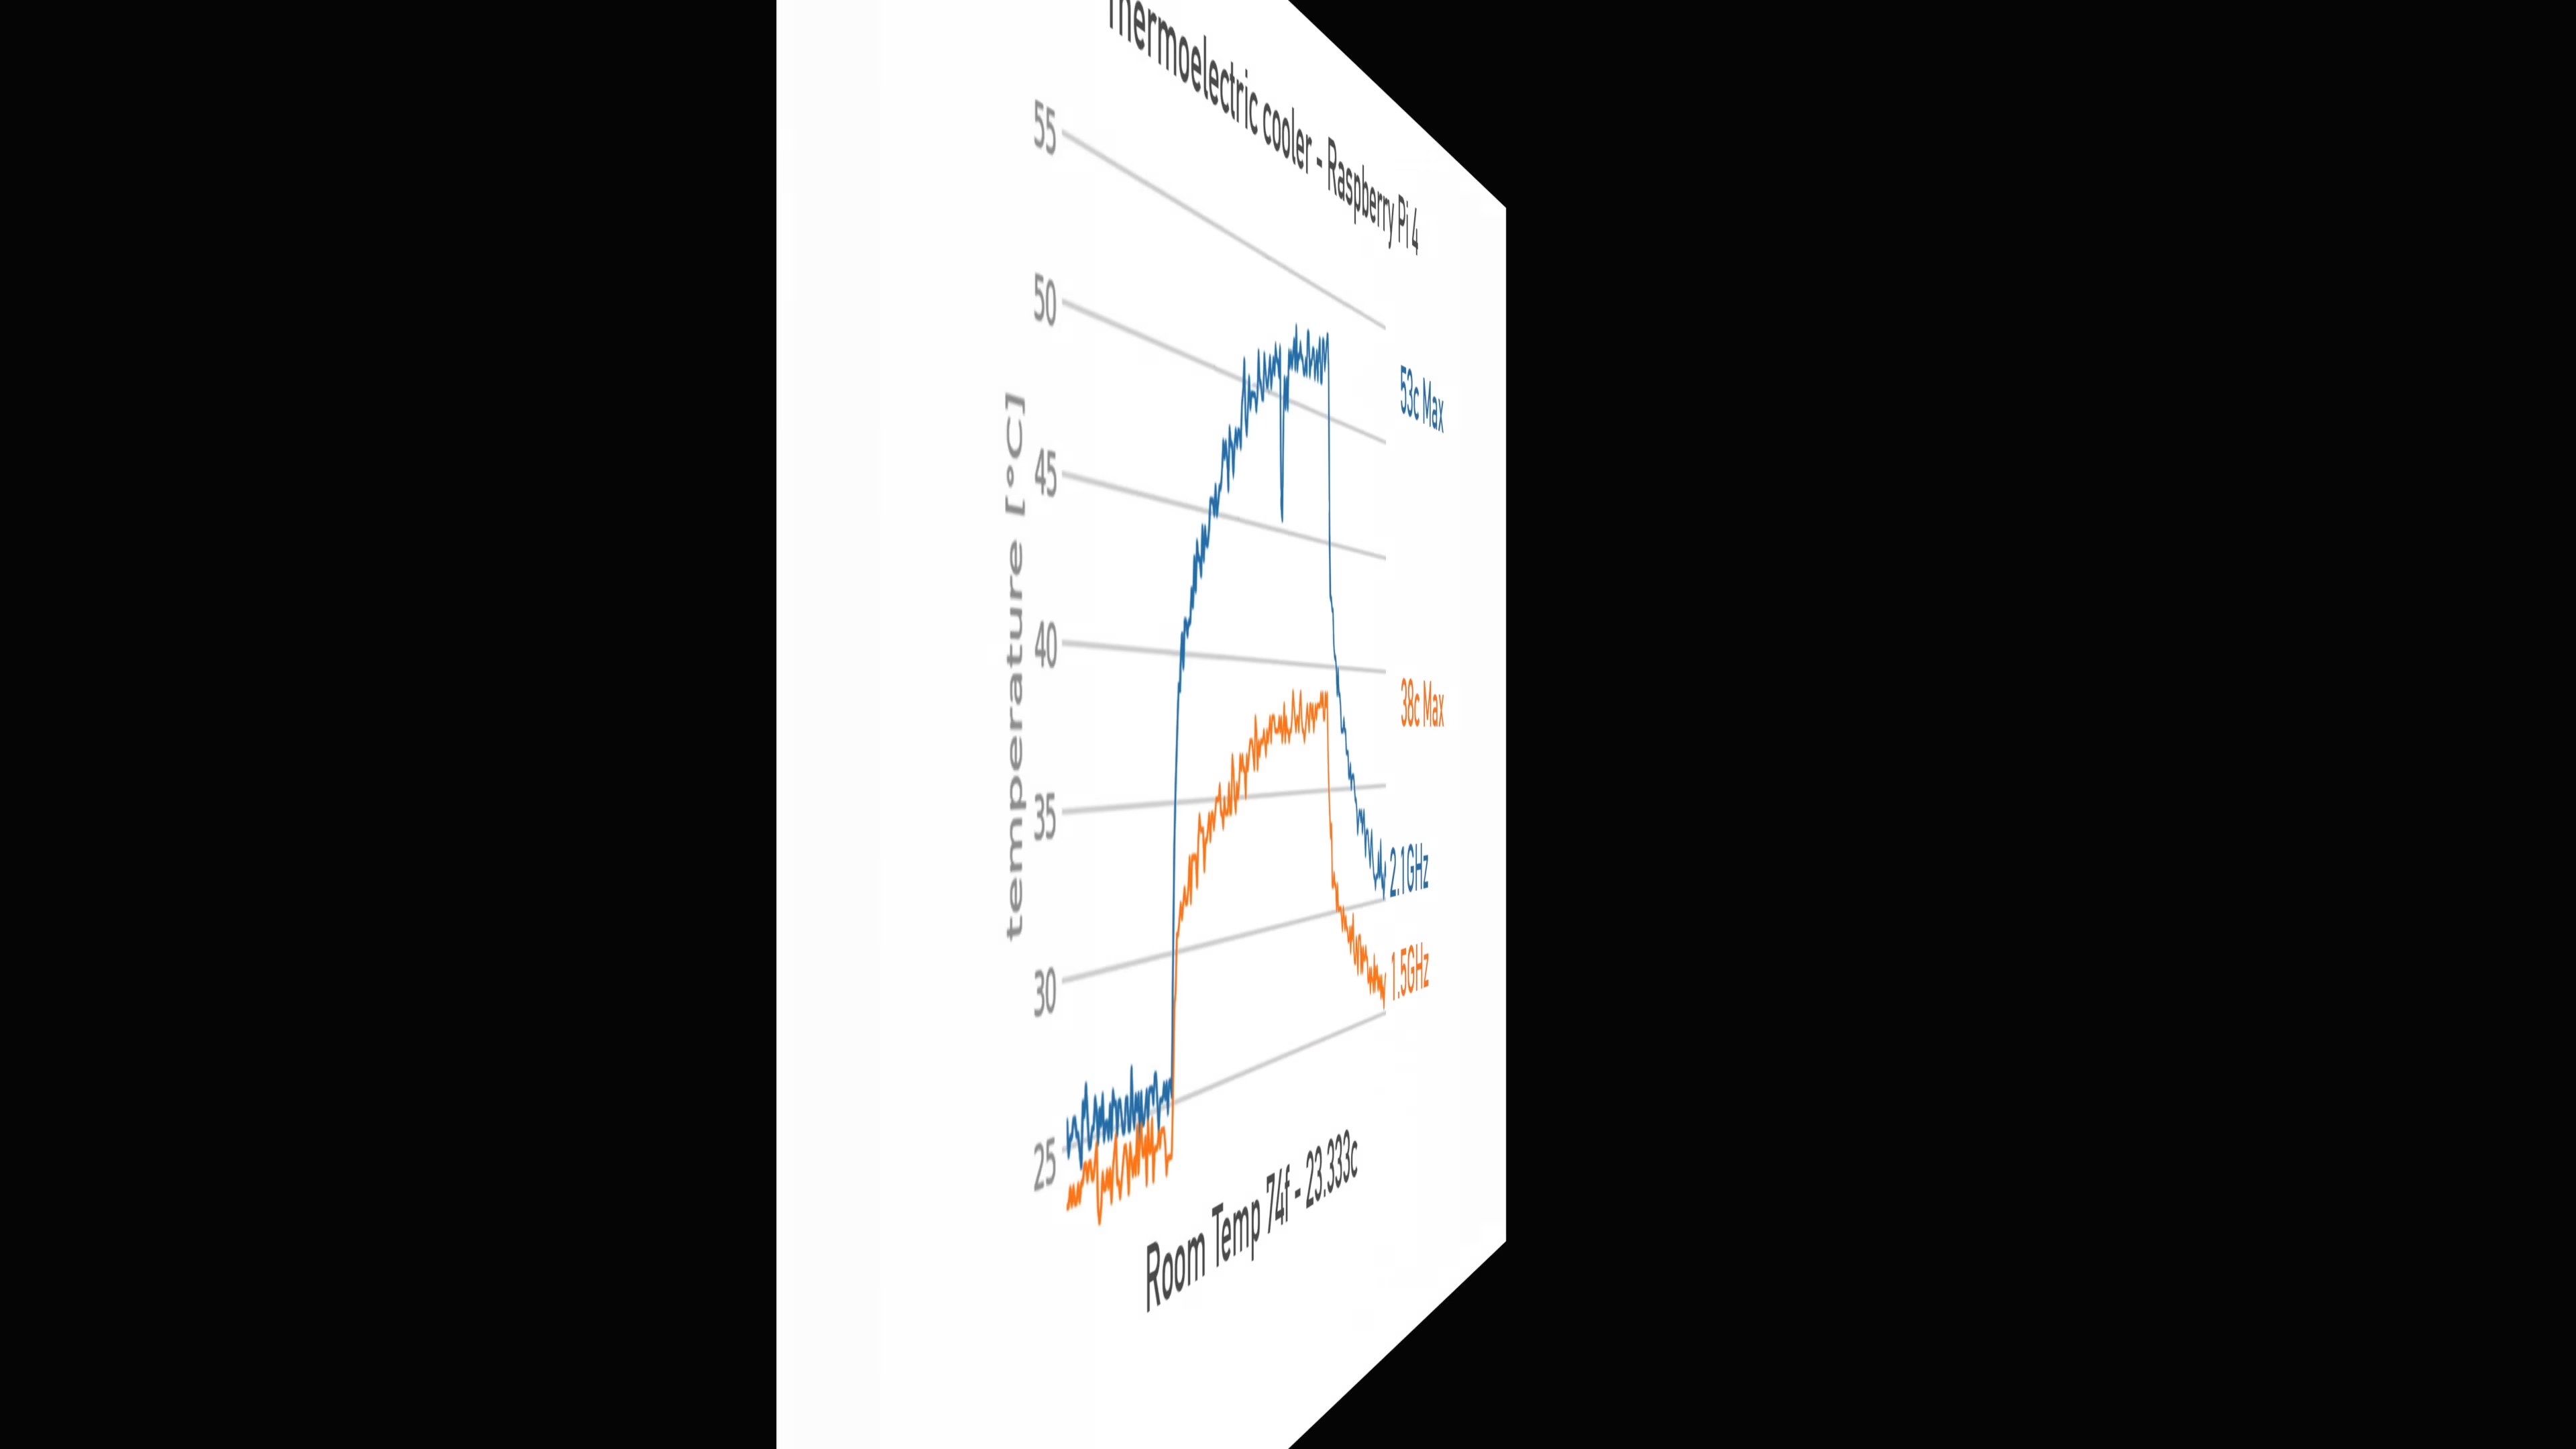 Thermoelectric cooler - Raspberry Pi 4
55
50
45
40
35
30
25
temperature [°C]
53c Max
38c Max
2.1GHz
1.5GHz
Room Temp 74f - 23.333c